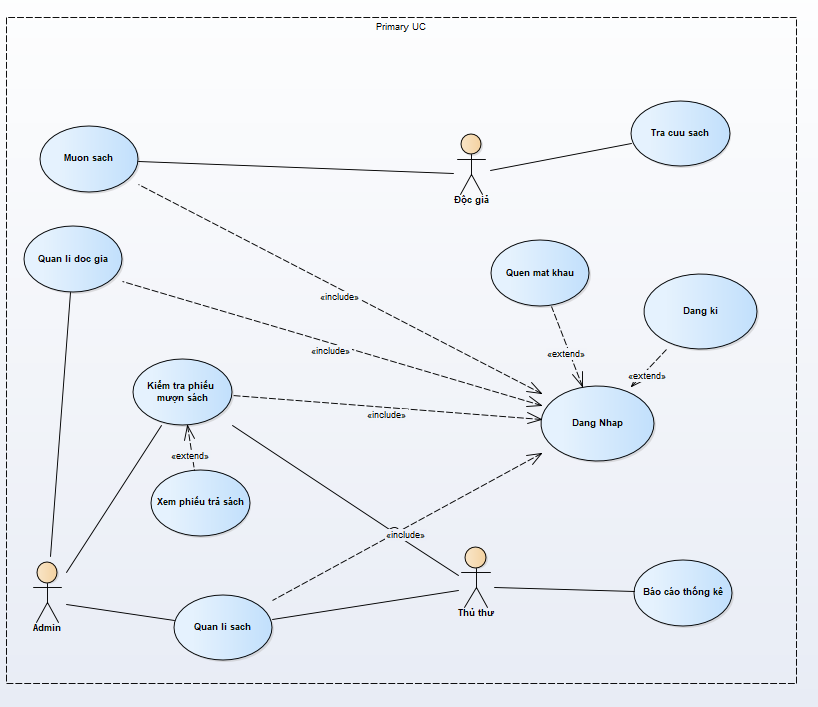 Primary UC
Muon sach
Tra cuu sach
Độc giả
Quan li doc gia
Quen mat khau
Dang ki
«include»
«include»
«extend»
«extend»
Kiểm tra phiếu
mượn sách
«include»
Dang Nhap
«extend»
Xem phiếu trả sách
«include»
Admin
Quan li sach
Thủ thư
Báo cáo thống kê